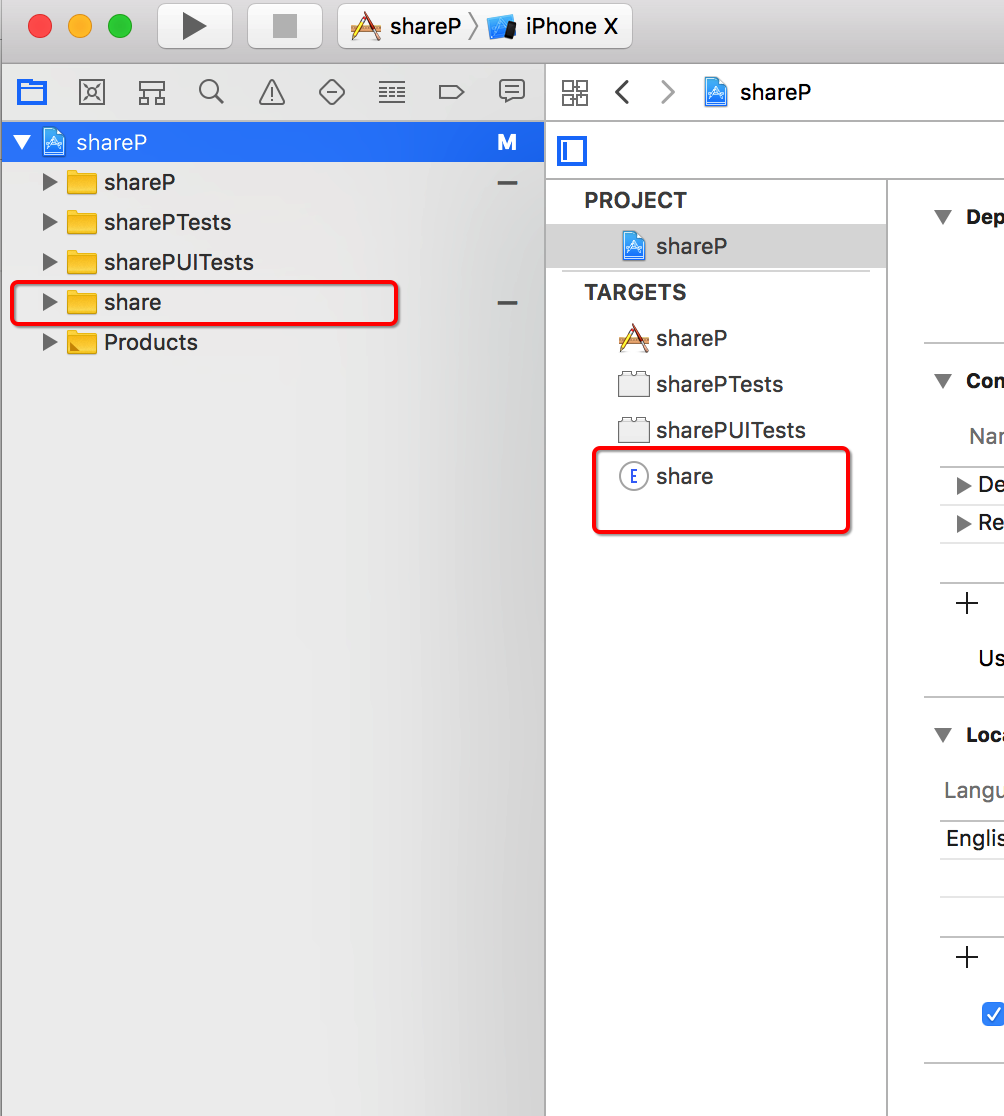 shareP iPhone X
shareP
shareP M
shareP
sharePTests
sharePUITests
share
Products
PROJECT
shareP
TARGETS
shareP
sharePTests
sharePUITests
E share
Dep
Con
Nar
De
Re
Us
Loca
Langu
Englis